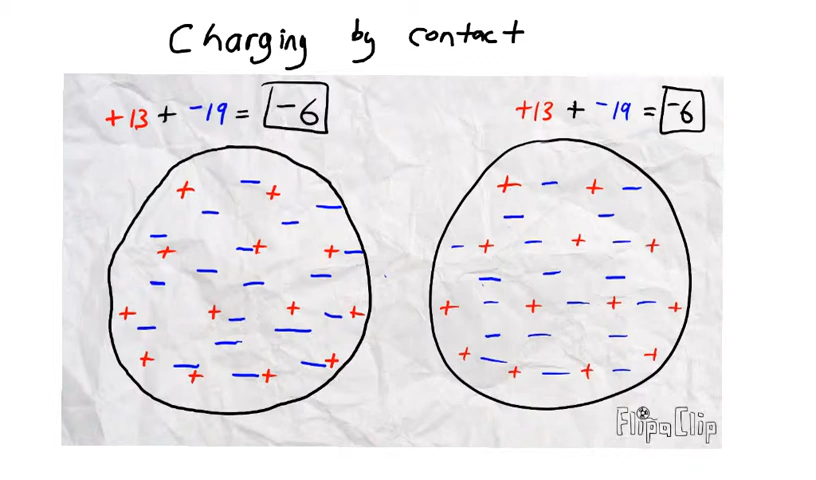 Charging by contact
+13 + -19 = -6
+13 + -19 = -6
FlipaClip